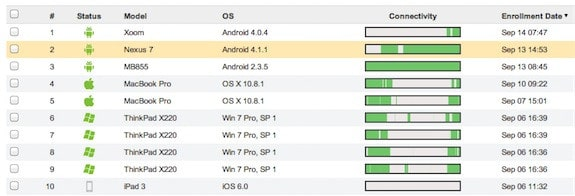 # Status Model OS Connectivity Enrollment Date ▼
1 Xoom Android 4.0.4 Sep 14 07:47
2 Nexus 7 Android 4.1.1 Sep 13 14:53
3 MB855 Android 2.3.5 Sep 13 08:45
4 MacBook Pro OS X 10.8.1 Sep 10 09:22
5 MacBook Pro OS X 10.8.1 Sep 07 15:01
6 ThinkPad X220 Win 7 Pro, SP 1 Sep 06 16:39
7 ThinkPad X220 Win 7 Pro, SP 1 Sep 06 16:39
8 ThinkPad X220 Win 7 Pro, SP 1 Sep 06 16:39
9 ThinkPad X220 Win 7 Pro, SP 1 Sep 06 16:36
10 iPad 3 iOS 6.0 Sep 06 11:32